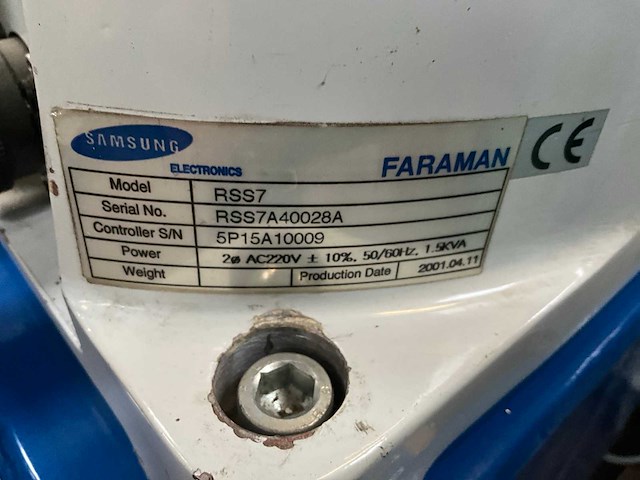 SAMSUNG
ELECTRONICS
FARAMAN
CE
Model RSS7
Serial No. RSS7A40028A
Controller S/N 5P15A10009
Power 2ø AC220V ± 10%, 50/60Hz, 1.5KVA
Weight Production Date 2001.04.11